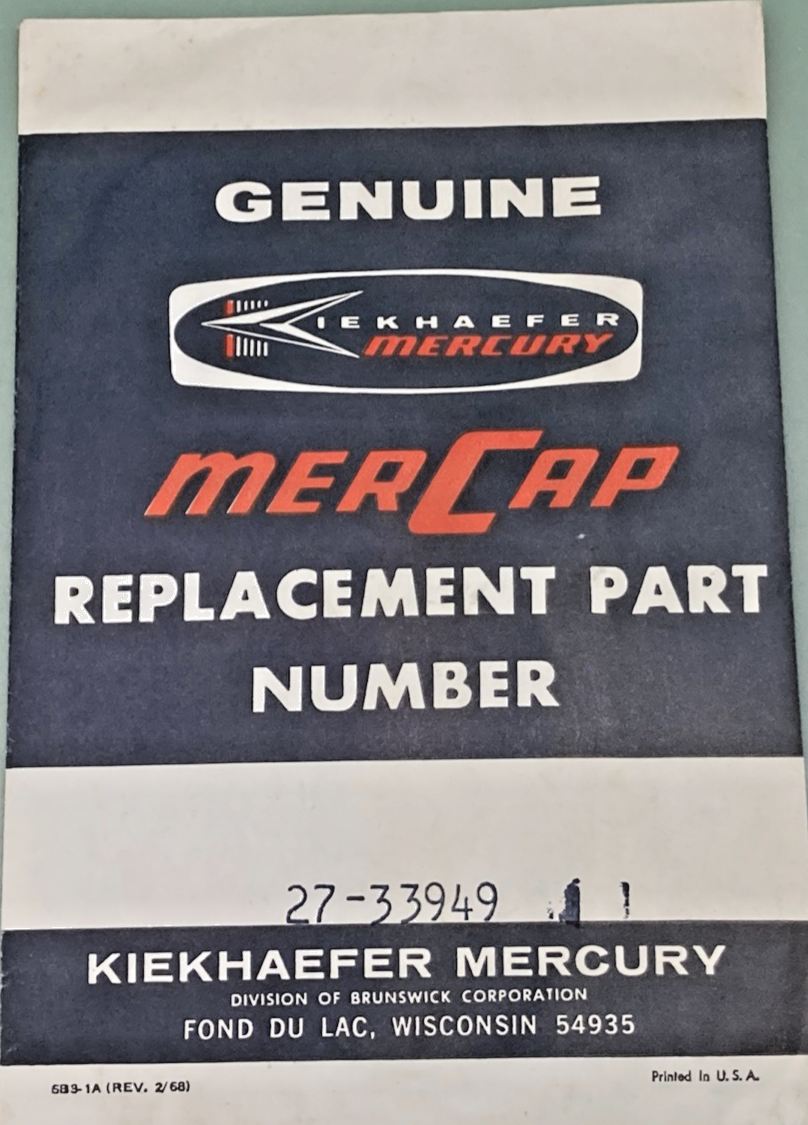 GENUINE
KIEKHAEFER
MERCURY
MERCAP
REPLACEMENT PART
NUMBER
27-33949
KIEKHAEFER MERCURY
DIVISION OF BRUNSWICK CORPORATION
FOND DU LAC, WISCONSIN 54935
6B9-1A (REV. 2/68)
Printed In U. S. A.